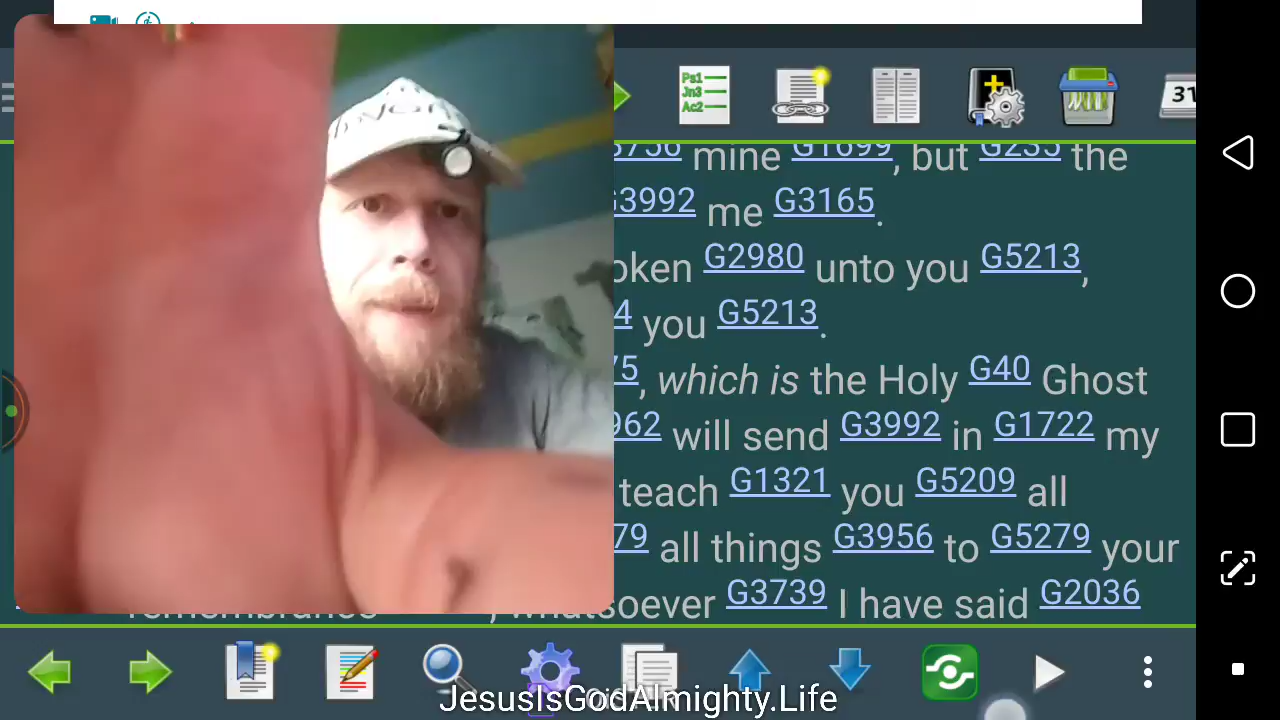 Ps1
Jn3
Ac2
31
mine G1699, but G235 the
G3992 me G3165.
oken G2980 unto you G5213,
4 you G5213.
, which is the Holy G40 Ghost
962 will send G3992 in G1722 my
teach G1321 you G5209 all
79 all things G3956 to G5279 your
, whatsoever G3739 I have said G2036
JesusIsGodAlmighty.Life